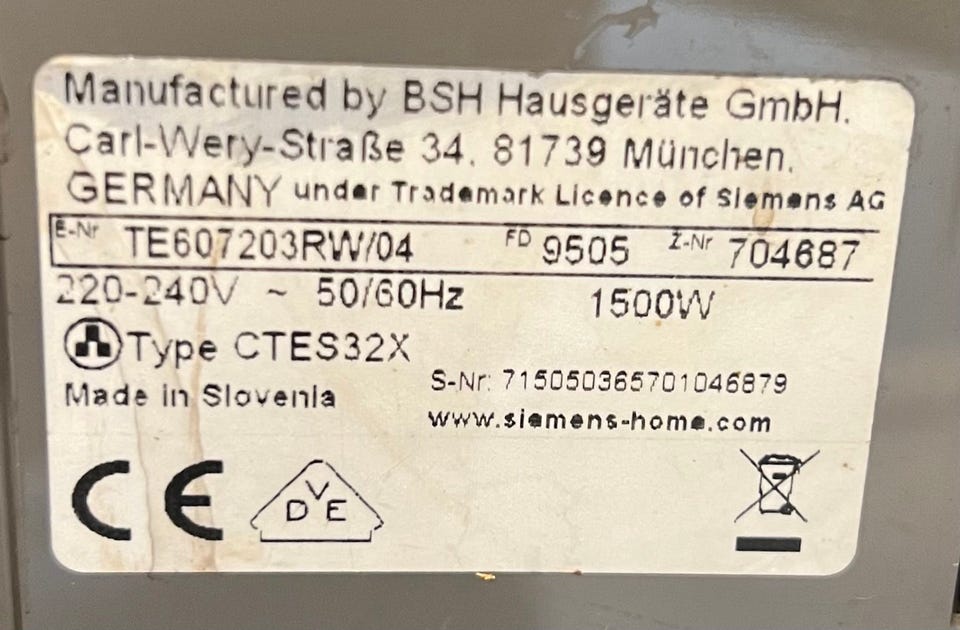 Manufactured by BSH Hausgeräte GmbH.
Carl-Wery-Straße 34. 81739 München.
GERMANY under Trademark Licence of Siemens AG
E-Nr TE607203RW/04 FD 9505 Z-Nr 704687
220-240V ~ 50/60Hz 1500W
Type CTES32X
S-Nr: 715050365701046879
Made in Slovenia
www.siemens-home.com
CE
VDE